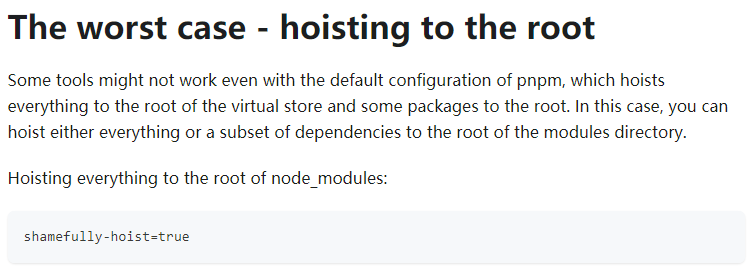 The worst case - hoisting to the root
Some tools might not work even with the default configuration of pnpm, which hoists
everything to the root of the virtual store and some packages to the root. In this case, you can
hoist either everything or a subset of dependencies to the root of the modules directory.
Hoisting everything to the root of node_modules:
shamefully-hoist=true